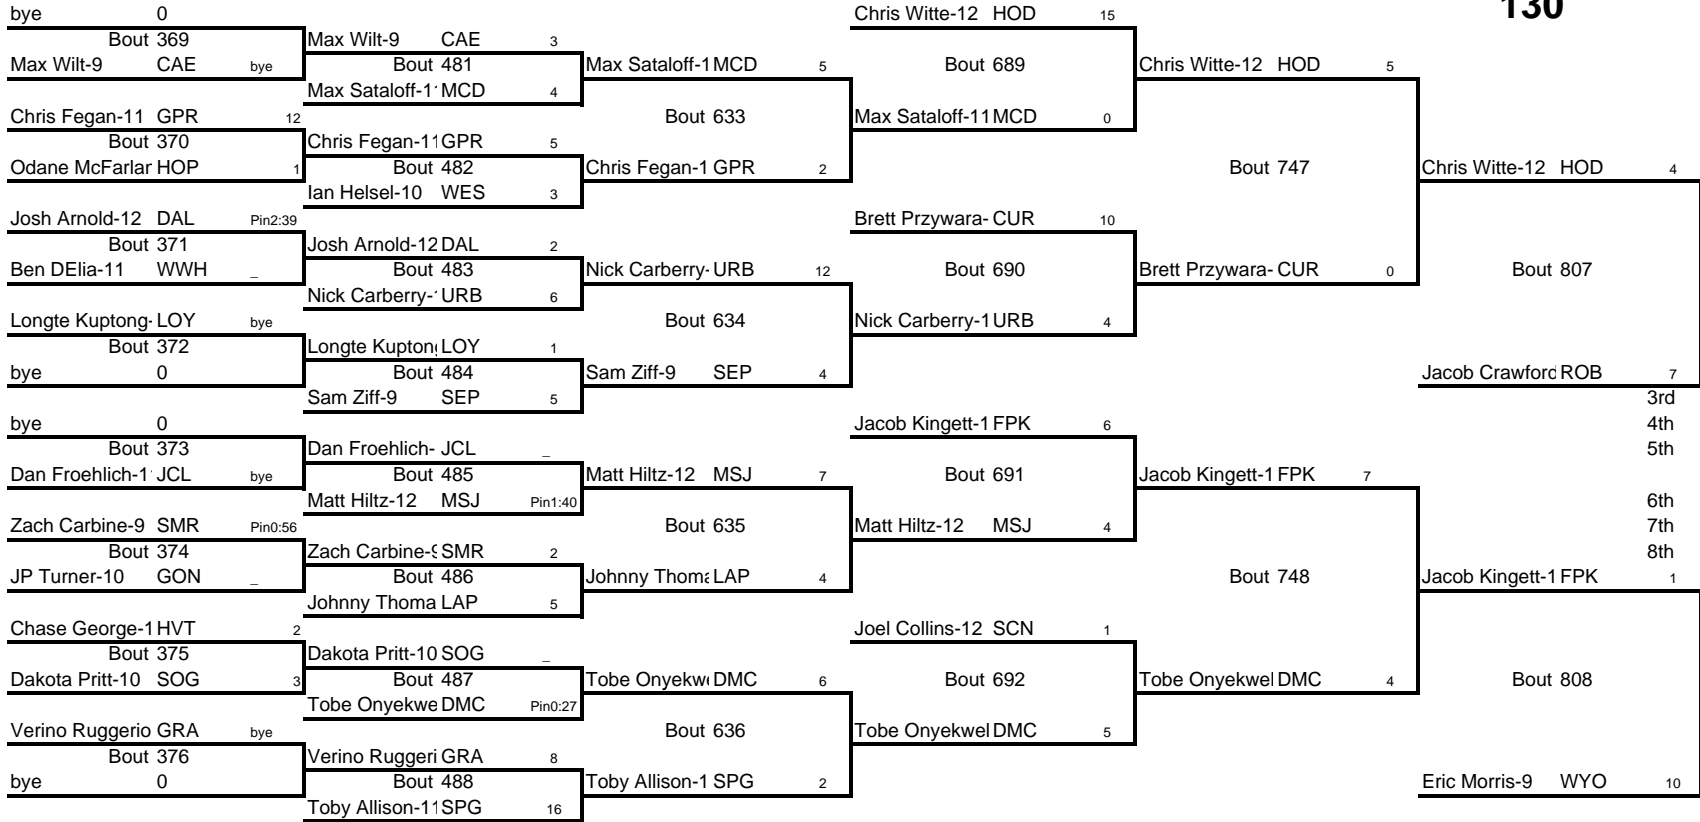 bye 0 Chris Witte-12 HOD 15 130
Bout 369 Max Wilt-9 CAE 3
Max Wilt-9 CAE bye Bout 481 Max Sataloff-1 MCD 5 Bout 689 Chris Witte-12 HOD 5
Max Sataloff-1 MCD 4
Chris Fegan-11 GPR 12 Bout 633 Max Sataloff-11 MCD 0
Bout 370 Chris Fegan-11 GPR 5
Odane McFarlar HOP 1 Bout 482 Chris Fegan-1 GPR 2 Bout 747 Chris Witte-12 HOD 4
Ian Helsel-10 WES 3
Josh Arnold-12 DAL Pin2:39 Brett Przywara- CUR 10
Bout 371 Josh Arnold-12 DAL 2
Ben DElia-11 WWH _ Bout 483 Nick Carberry- URB 12 Bout 690 Brett Przywara- CUR 0 Bout 807
Nick Carberry- URB 6
Longte Kuptong- LOY bye Bout 634 Nick Carberry-1 URB 4
Bout 372 Longte Kupton LOY 1
bye 0 Bout 484 Sam Ziff-9 SEP 4 Jacob Crawford ROB 7
Sam Ziff-9 SEP 5 3rd
bye 0 Jacob Kingett-1 FPK 6 4th
Bout 373 Dan Froehlich- JCL _ 5th
Dan Froehlich-1 JCL bye Bout 485 Matt Hiltz-12 MSJ 7 Bout 691 Jacob Kingett-1 FPK 7
Matt Hiltz-12 MSJ Pin1:40 6th
Zach Carbine-9 SMR Pin0:56 Bout 635 Matt Hiltz-12 MSJ 4 7th
Bout 374 Zach Carbine-9 SMR 2 8th
JP Turner-10 GON _ Bout 486 Johnny Thoma LAP 4 Bout 748 Jacob Kingett-1 FPK 1
Johnny Thoma LAP 5
Chase George-1 HVT 2 Joel Collins-12 SCN 1
Bout 375 Dakota Pritt-10 SOG _
Dakota Pritt-10 SOG 3 Bout 487 Tobe Onyekw DMC 6 Bout 692 Tobe Onyekwel DMC 4 Bout 808
Tobe Onyekwe DMC Pin0:27
Verino Ruggerio GRA bye Bout 636 Tobe Onyekwel DMC 5
Bout 376 Verino Ruggeri GRA 8
bye 0 Bout 488 Toby Allison-1 SPG 2 Eric Morris-9 WYO 10
Toby Allison-11 SPG 16